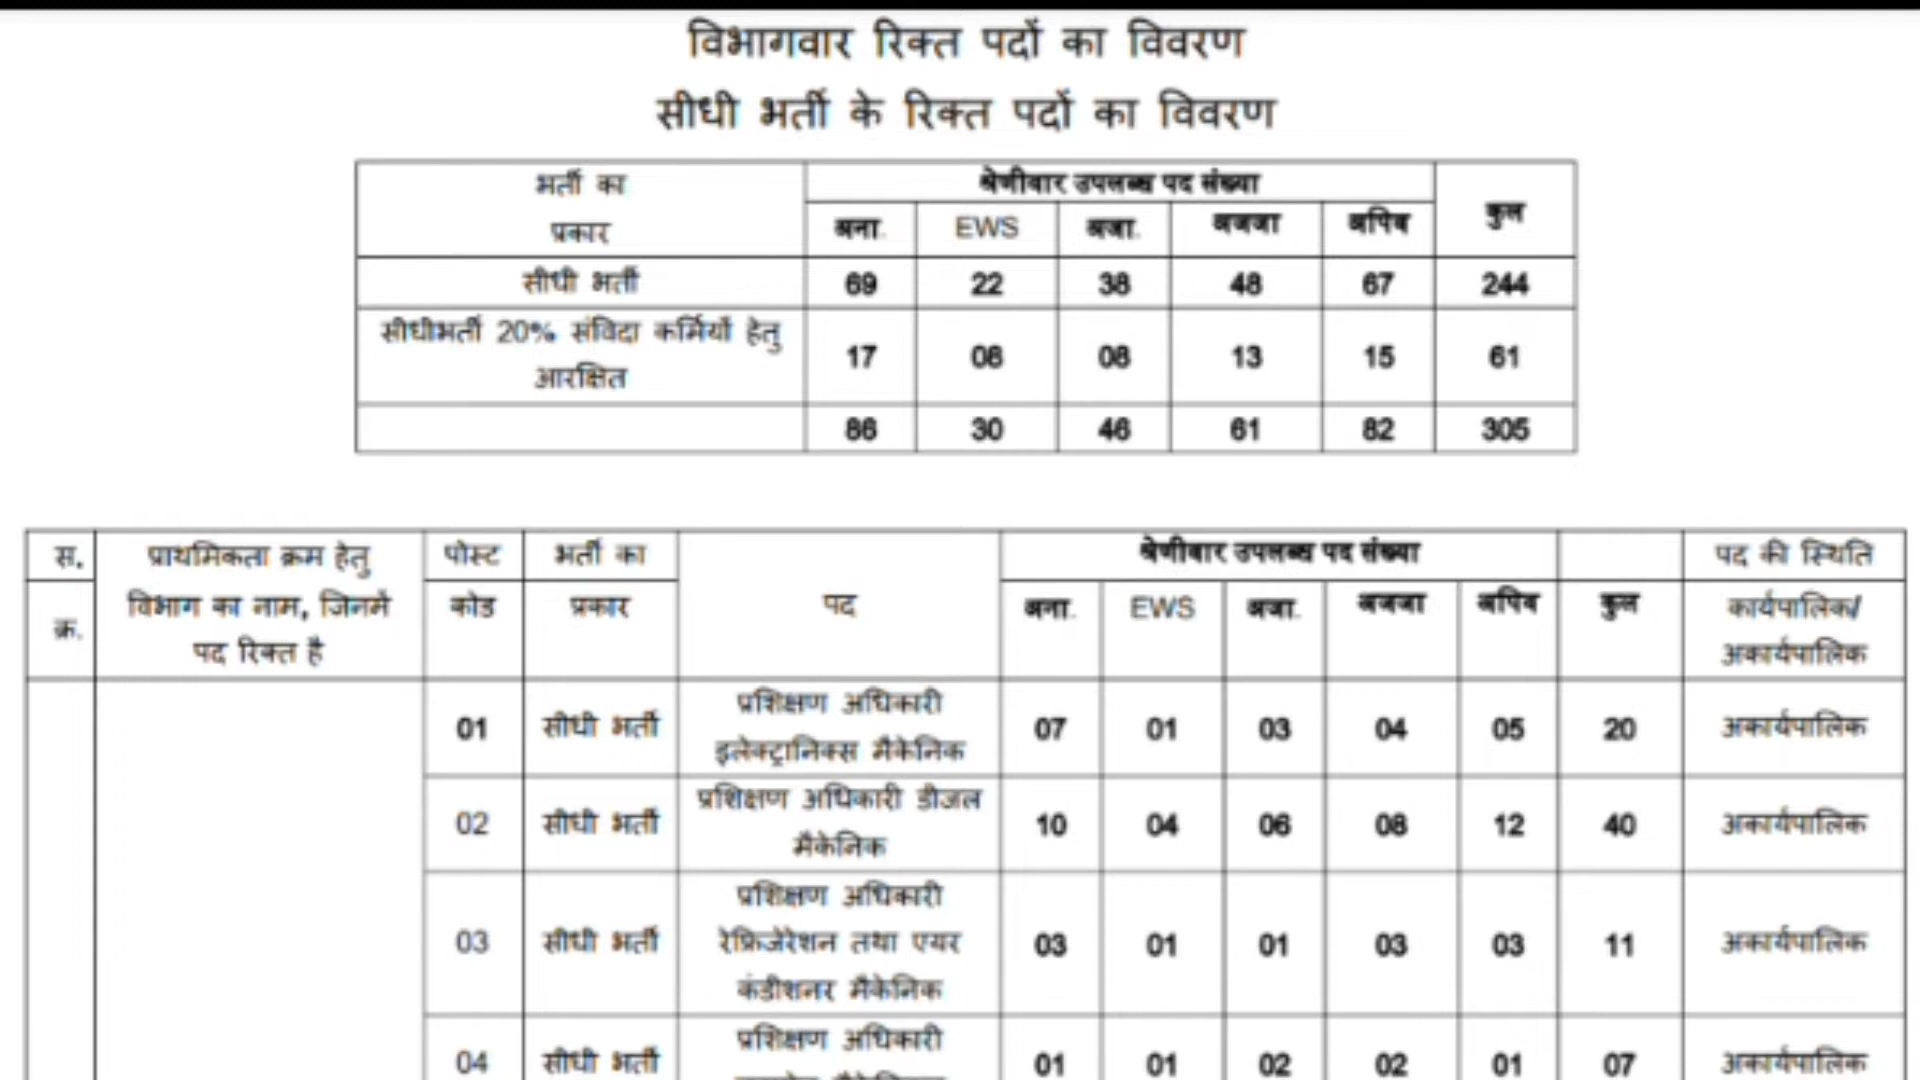 विभागवार रिक्त पदों का विवरण
सीधी भर्ती के रिक्त पदों का विवरण
भर्ती का प्रकार श्रेणीवार उपलब्ध पद संख्या कुल
अना. EWS अजा. अजजा अपिव
सीधी भर्ती 69 22 38 48 67 244
सीधीभर्ती 20% संविदा कर्मियों हेतु
आरक्षित 17 08 08 13 15 61
86 30 46 61 82 305
स. प्राथमिकता क्रम हेतु पोस्ट भर्ती का पद श्रेणीवार उपलब्ध पद संख्या पद की स्थिति
क्र. विभाग का नाम, जिनमें कोड प्रकार अना. EWS अजा. अजजा अपिव कुल कार्यपालिक/
पद रिक्त है अकार्यपालिक
01 सीधी भर्ती प्रशिक्षण अधिकारी
इलेक्ट्रानिक्स मैकेनिक 07 01 03 04 05 20 अकार्यपालिक
02 सीधी भर्ती प्रशिक्षण अधिकारी डीजल
मैकेनिक 10 04 06 08 12 40 अकार्यपालिक
03 सीधी भर्ती प्रशिक्षण अधिकारी
रेफ्रिजेरेशन तथा एयर
कंडीशनर मैकेनिक 03 01 01 03 03 11 अकार्यपालिक
04 सीधी भर्ती प्रशिक्षण अधिकारी
01 01 02 02 01 07 अकार्यपालिक